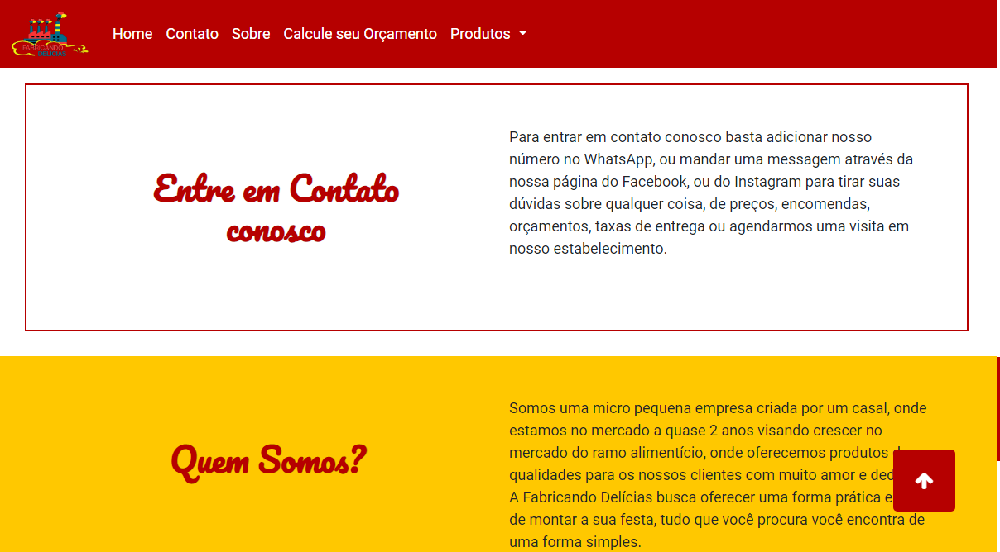 FABRICANDO
DELÍCIAS
Home Contato Sobre Calcule seu Orçamento Produtos
Entre em Contato
conosco
Para entrar em contato conosco basta adicionar nosso
número no WhatsApp, ou mandar uma messagem através da
nossa página do Facebook, ou do Instagram para tirar suas
dúvidas sobre qualquer coisa, de preços, encomendas,
orçamentos, taxas de entrega ou agendarmos uma visita em
nosso estabelecimento.
Quem Somos?
Somos uma micro pequena empresa criada por um casal, onde
estamos no mercado a quase 2 anos visando crescer no
mercado do ramo alimentício, onde oferecemos produtos
qualidades para os nossos clientes com muito amor e
A Fabricando Delícias busca oferecer uma forma prática e
de montar a sua festa, tudo que você procura você encontra de
uma forma simples.